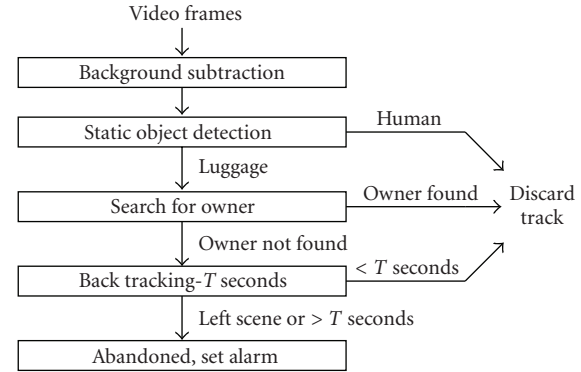 Video frames
Background subtraction
Static object detection
Human
Luggage
Search for owner
Owner found
Discard
track
Owner not found
Back tracking-T seconds
< T seconds
Left scene or > T seconds
Abandoned, set alarm